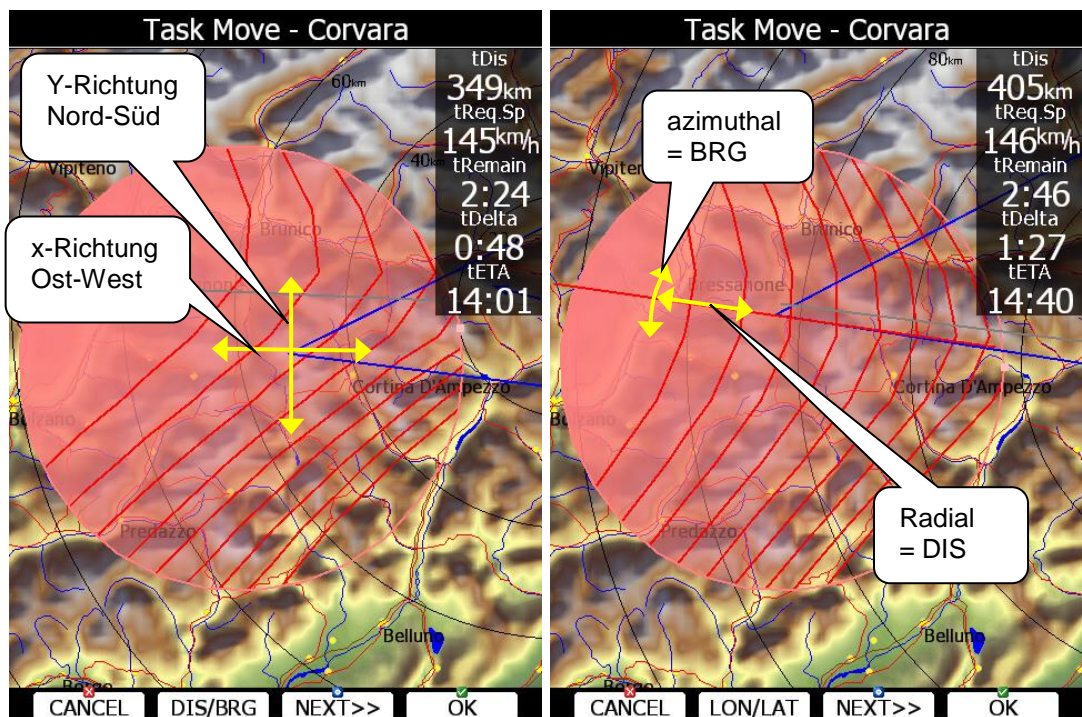 Task Move - Corvara
tDis
349km
tReq.Sp
145km/h
tRemain
2:24
tDelta
0:48
tETA
14:01
Y-Richtung
Nord-Süd
x-Richtung
Ost-West
60km
40km
Vipiteno
Brunico
Cortina D'Ampezzo
Predazzo
Belluno
CANCEL
DIS/BRG
NEXT>>
OK
Task Move - Corvara
80km
tDis
405km
tReq.Sp
146km/h
tRemain
2:46
tDelta
1:27
tETA
14:40
azimuthal
= BRG
Radial
= DIS
Brunico
Bressanone
Cortina D'Ampezzo
Predazzo
Belluno
CANCEL
LON/LAT
NEXT>>
OK